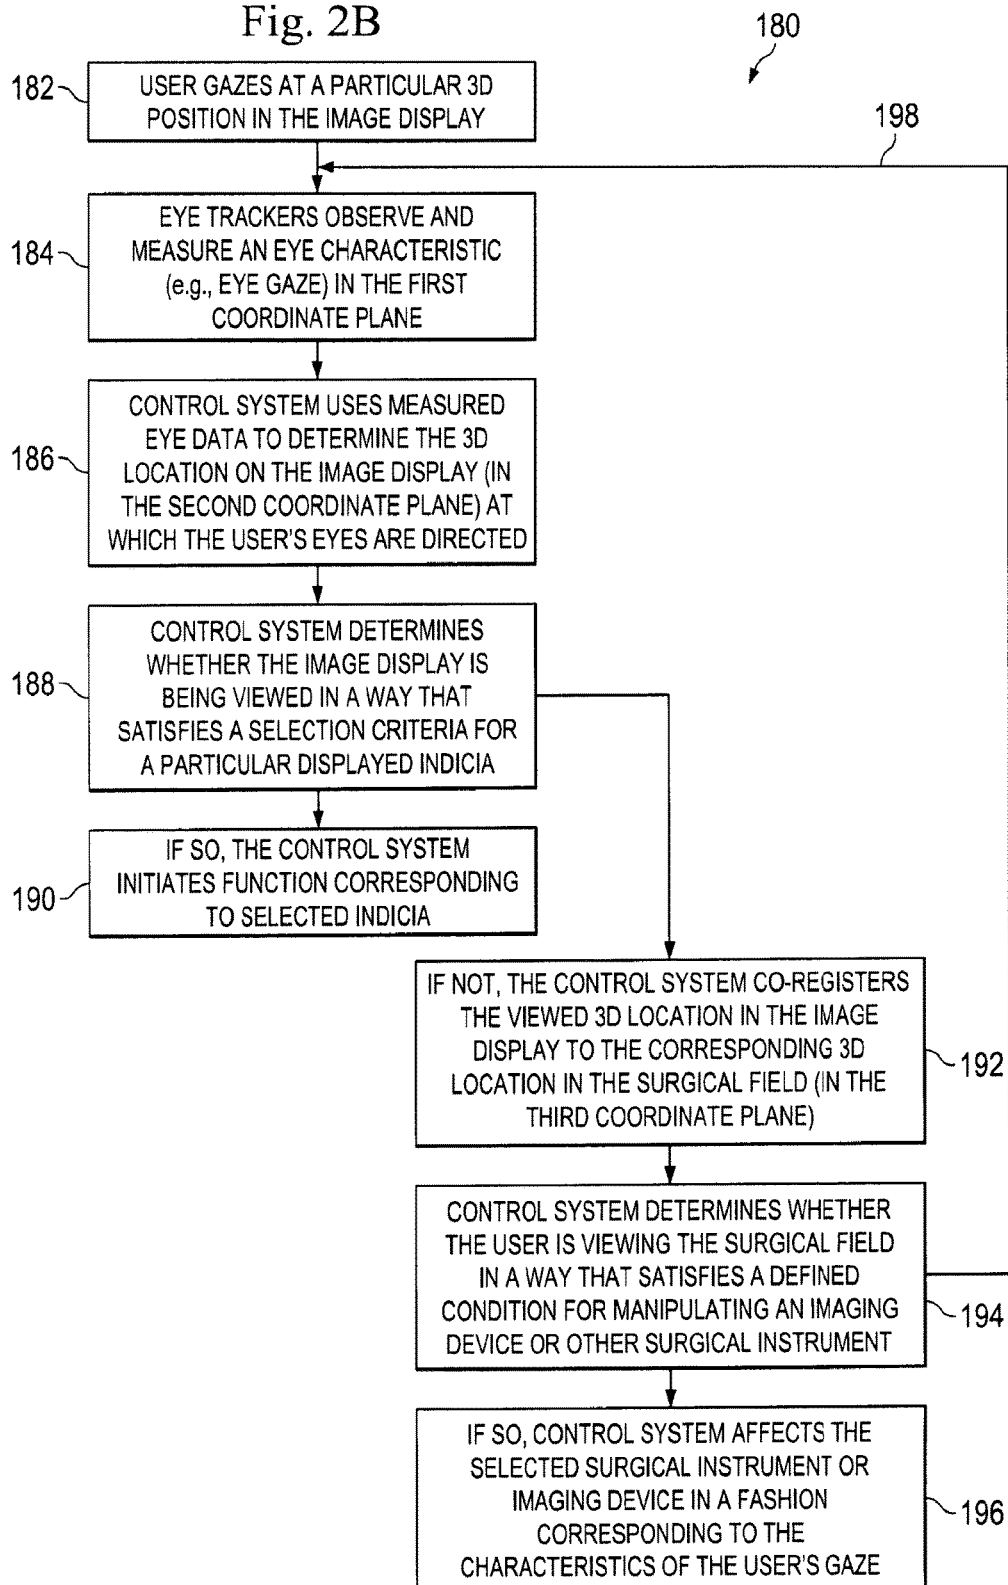 Fig. 2B
180
182
USER GAZES AT A PARTICULAR 3D
POSITION IN THE IMAGE DISPLAY
198
184
EYE TRACKERS OBSERVE AND
MEASURE AN EYE CHARACTERISTIC
(e.g., EYE GAZE) IN THE FIRST
COORDINATE PLANE
186
CONTROL SYSTEM USES MEASURED
EYE DATA TO DETERMINE THE 3D
LOCATION ON THE IMAGE DISPLAY (IN
THE SECOND COORDINATE PLANE) AT
WHICH THE USER'S EYES ARE DIRECTED
188
CONTROL SYSTEM DETERMINES
WHETHER THE IMAGE DISPLAY IS
BEING VIEWED IN A WAY THAT
SATISFIES A SELECTION CRITERIA FOR
A PARTICULAR DISPLAYED INDICIA
190
IF SO, THE CONTROL SYSTEM
INITIATES FUNCTION CORRESPONDING
TO SELECTED INDICIA
IF NOT, THE CONTROL SYSTEM CO-REGISTERS
THE VIEWED 3D LOCATION IN THE IMAGE
DISPLAY TO THE CORRESPONDING 3D
LOCATION IN THE SURGICAL FIELD (IN THE
THIRD COORDINATE PLANE)
192
CONTROL SYSTEM DETERMINES WHETHER
THE USER IS VIEWING THE SURGICAL FIELD
IN A WAY THAT SATISFIES A DEFINED
CONDITION FOR MANIPULATING AN IMAGING
DEVICE OR OTHER SURGICAL INSTRUMENT
194
IF SO, CONTROL SYSTEM AFFECTS THE
SELECTED SURGICAL INSTRUMENT OR
IMAGING DEVICE IN A FASHION
CORRESPONDING TO THE
CHARACTERISTICS OF THE USER'S GAZE
196